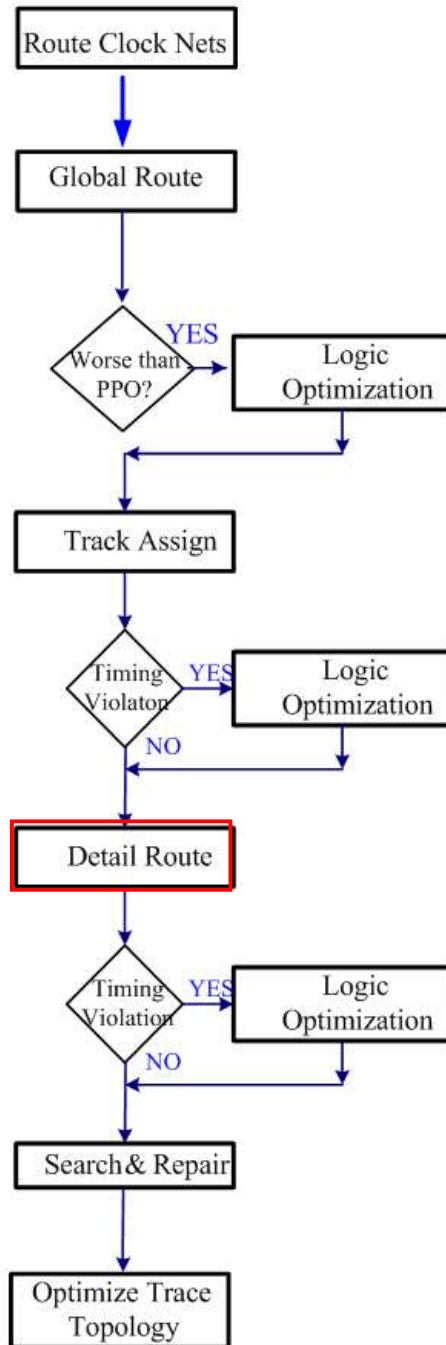 Route Clock Nets
Global Route
YES
Worse than
PPO?
Logic
Optimization
Track Assign
Timing
Violaton
YES
Logic
Optimization
NO
Detail Route
Timing
Violation
YES
Logic
Optimization
NO
Search& Repair
Optimize Trace
Topology